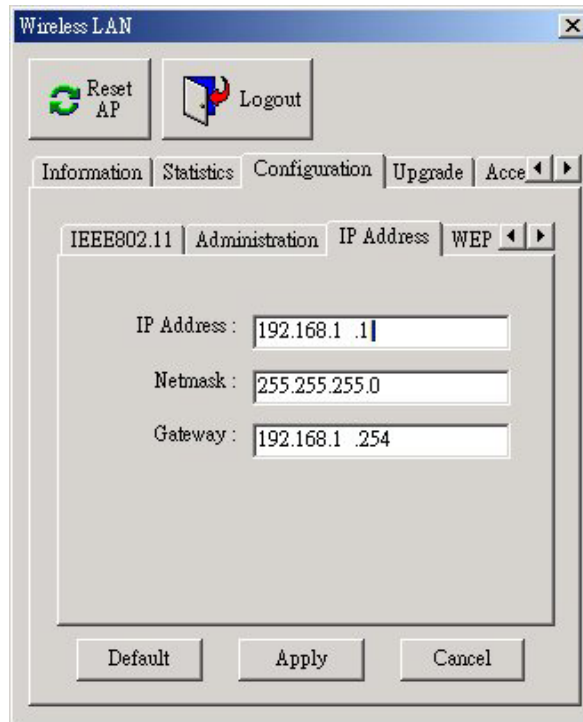 Wireless LAN
Reset AP
Logout
Information Statistics Configuration Upgrade Acce
IEEE802.11 Administration IP Address WEP
IP Address : 192.168.1 .1
Netmask : 255.255.255.0
Gateway : 192.168.1 .254
Default Apply Cancel